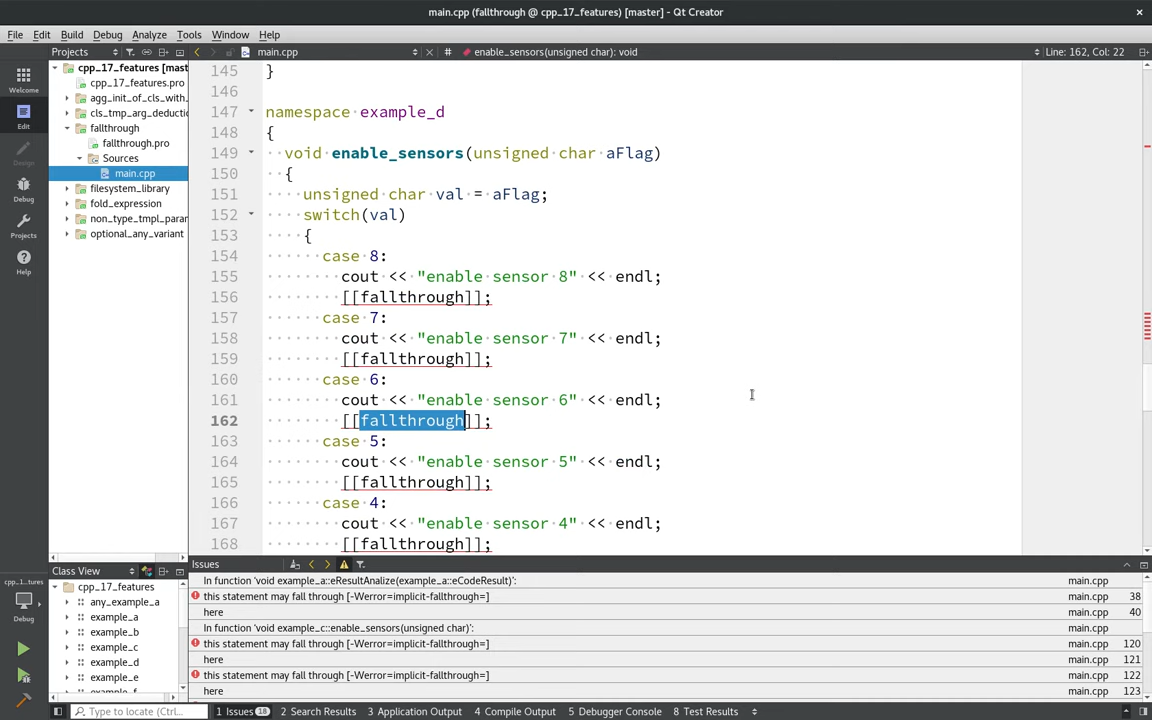 main.cpp (fallthrough @ cpp_17_features) [master] - Qt Creator
File Edit Build Debug Analyze Tools Window Help
Projects
main.cpp
#
enable_sensors(unsigned char): void
Line: 162, Col: 22
Welcome
Edit
Design
Debug
Projects
Help
cpp_17_features [mast
cpp_17_features.pro
agg_init_of_cls_with_
cls_tmp_arg_deducti
fallthrough
fallthrough.pro
Sources
main.cpp
filesystem_library
fold_expression
non_type_tmpl_parar
optional_any_variant
145 }
146
147 namespace example_d
148 {
149 void enable_sensors(unsigned char aFlag)
150 {
151 unsigned char val = aFlag;
152 switch(val)
153 {
154 case 8:
155 cout << "enable sensor 8" << endl;
156 [[fallthrough]];
157 case 7:
158 cout << "enable sensor 7" << endl;
159 [[fallthrough]];
160 case 6:
161 cout << "enable sensor 6" << endl;
162 [[fallthrough]];
163 case 5:
164 cout << "enable sensor 5" << endl;
165 [[fallthrough]];
166 case 4:
167 cout << "enable sensor 4" << endl;
168 [[fallthrough]];
Class View
cpp_17_features
any_example_a
example_a
example_b
example_c
example_d
example_e
Issues
In function 'void example_a::eResultAnalize(example_a::eCodeResult)': main.cpp
this statement may fall through [-Werror=implicit-fallthrough=] main.cpp 38
here main.cpp 40
In function 'void example_c::enable_sensors(unsigned char)': main.cpp
this statement may fall through [-Werror=implicit-fallthrough=] main.cpp 120
here main.cpp 121
this statement may fall through [-Werror=implicit-fallthrough=] main.cpp 122
here main.cpp 123
cpp_1...tures
Debug
Type to locate (Ctrl...
1 Issues 18
2 Search Results
3 Application Output
4 Compile Output
5 Debugger Console
8 Test Results